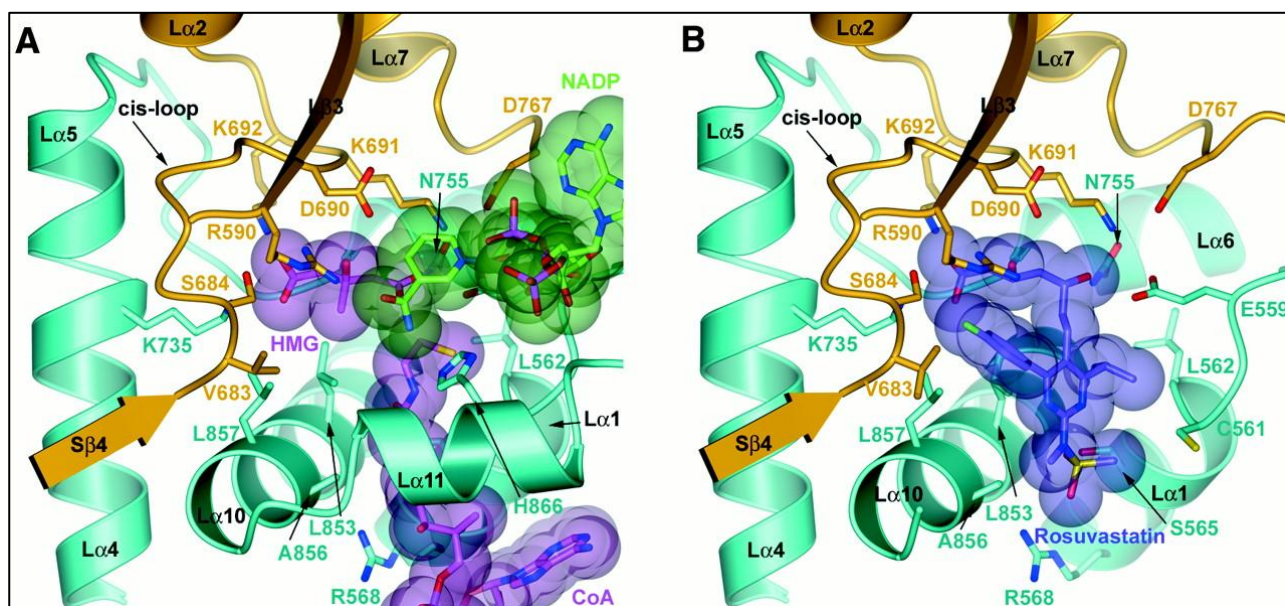 A
Lα2
Lα7
NADP
cis-loop
Lβ3
D767
Lα5
K692
K691
N755
D690
R590
S684
K735
HMG
L562
V683
Lα1
L857
Sβ4
Lα11
Lα10
H866
L853
A856
Lα4
R568
CoA
B
Lα2
Lα7
cis-loop
Lβ3
D767
Lα5
K692
K691
N755
D690
R590
Lα6
S684
E559
K735
L562
V683
C561
L857
Sβ4
Lα10
Lα1
L853
S565
A856
Rosuvastatin
Lα4
R568